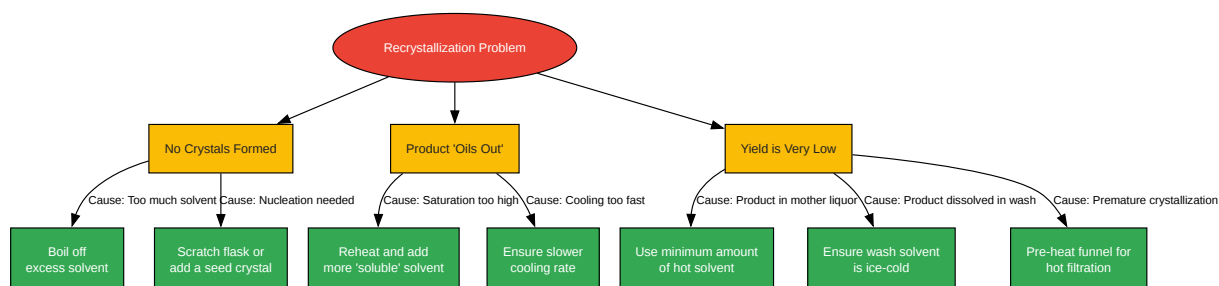 Recrystallization Problem
No Crystals Formed
Product 'Oils Out'
Yield is Very Low
Cause: Too much solvent
Cause: Nucleation needed
Cause: Saturation too high
Cause: Cooling too fast
Cause: Product in mother liquor
Cause: Product dissolved in wash
Cause: Premature crystallization
Boil off
excess solvent
Scratch flask or
add a seed crystal
Reheat and add
more 'soluble' solvent
Ensure slower
cooling rate
Use minimum amount
of hot solvent
Ensure wash solvent
is ice-cold
Pre-heat funnel for
hot filtration